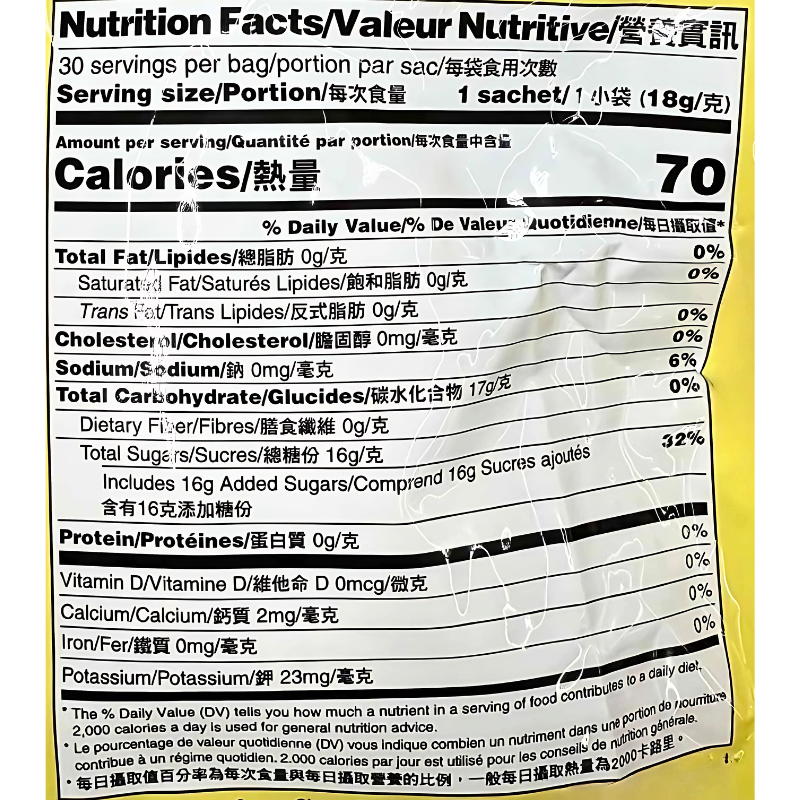 Nutrition Facts/Valeur Nutritive/營養資訊
30 servings per bag/portion par sac/每袋食用次數
Serving size/Portion/每次食量 1 sachet/1小袋 (18g/克)
Amount per serving/Quantité par portion/每次食量中含量
Calories/熱量 70
% Daily Value/% De Valeur Quotidienne/每日攝取值*
Total Fat/Lipides/總脂肪 0g/克 0%
Saturated Fat/Saturés Lipides/飽和脂肪 0g/克 0%
Trans Fat/Trans Lipides/反式脂肪 0g/克
Cholesterol/Cholesterol/膽固醇 0mg/毫克 0%
Sodium/Sodium/鈉 0mg/毫克 0%
Total Carbohydrate/Glucides/碳水化合物 17g/克 6%
Dietary Fiber/Fibres/膳食纖維 0g/克 0%
Total Sugars/Sucres/總糖份 16g/克
Includes 16g Added Sugars/Comprend 16g Sucres ajoutés 32%
含有16克添加糖份
Protein/Protéines/蛋白質 0g/克
Vitamin D/Vitamine D/維他命 D 0mcg/微克 0%
Calcium/Calcium/鈣質 2mg/毫克 0%
Iron/Fer/鐵質 0mg/毫克 0%
Potassium/Potassium/鉀 23mg/毫克 0%
* The % Daily Value (DV) tells you how much a nutrient in a serving of food contributes to a daily diet.
2,000 calories a day is used for general nutrition advice.
* Le pourcentage de valeur quotidienne (DV) vous indique combien un nutriment dans une portion de nourriture
contribue à un régime quotidien. 2.000 calories par jour est utilisé pour les conseils de nutrition générale.
* 每日攝取值百分率為每次食量與每日攝取營養的比例，一般每日攝取熱量為2000卡路里。